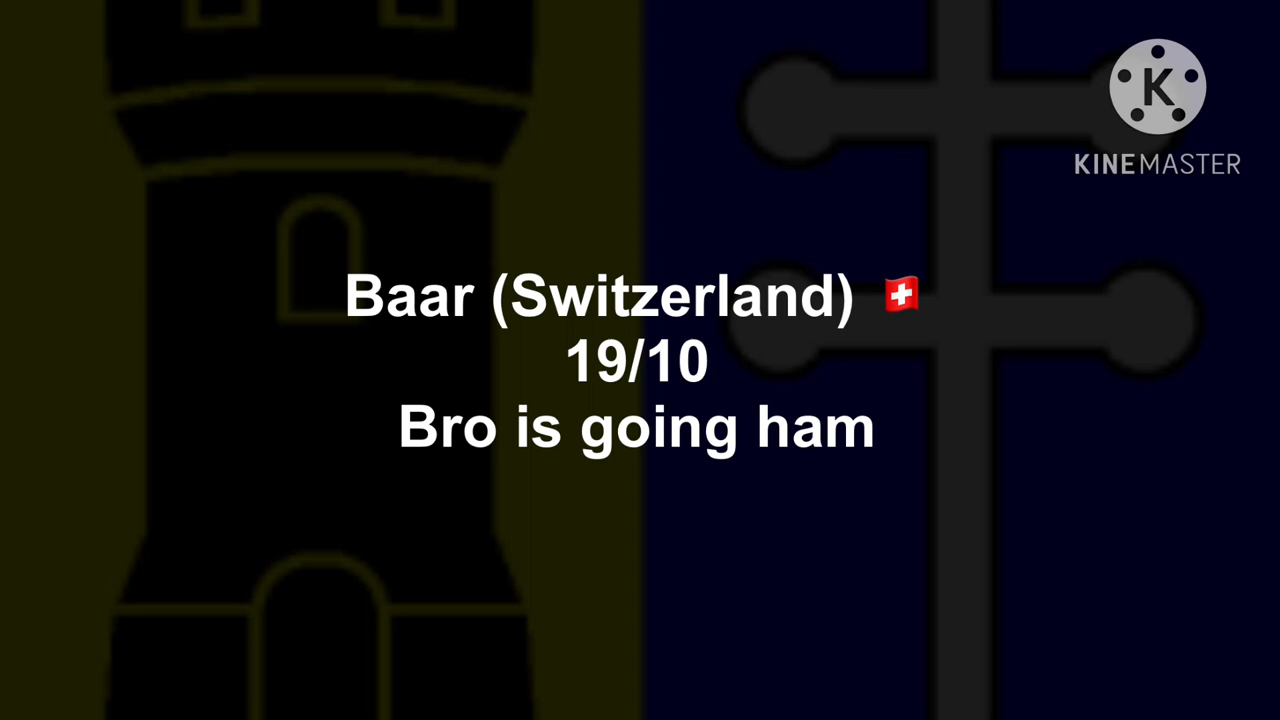 K
KINEMASTER
Baar (Switzerland) 🇨🇭
19/10
Bro is going ham